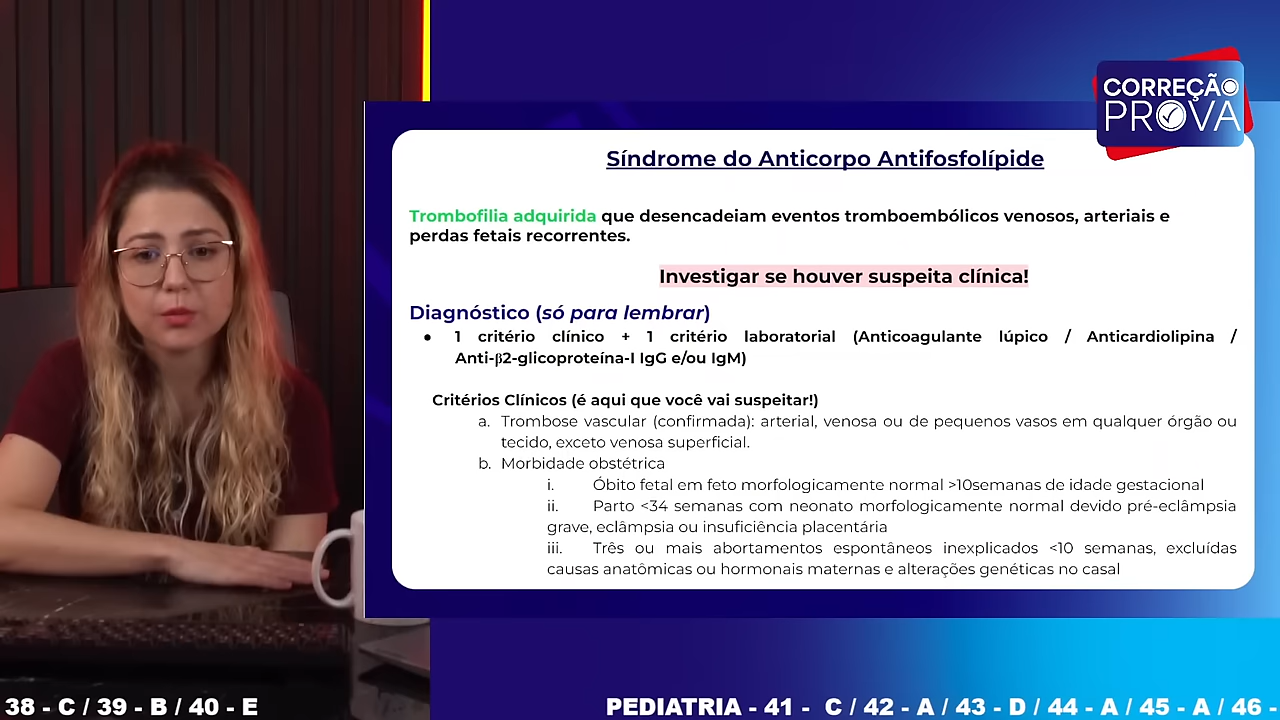 CORREÇÃO
PROVA
Síndrome do Anticorpo Antifosfolípide
Trombofilia adquirida que desencadeiam eventos tromboembólicos venosos, arteriais e
perdas fetais recorrentes.
Investigar se houver suspeita clínica!
Diagnóstico (só para lembrar)
● 1 critério clínico + 1 critério laboratorial (Anticoagulante lúpico / Anticardiolipina /
Anti-β2-glicoproteína-I IgG e/ou IgM)
Critérios Clínicos (é aqui que você vai suspeitar!)
a. Trombose vascular (confirmada): arterial, venosa ou de pequenos vasos em qualquer órgão ou
tecido, exceto venosa superficial.
b. Morbidade obstétrica
i. Óbito fetal em feto morfologicamente normal >10semanas de idade gestacional
ii. Parto <34 semanas com neonato morfologicamente normal devido pré-eclâmpsia
grave, eclâmpsia ou insuficiência placentária
iii. Três ou mais abortamentos espontâneos inexplicados <10 semanas, excluídas
causas anatômicas ou hormonais maternas e alterações genéticas no casal
38 - C / 39 - B / 40 - E
PEDIATRIA - 41 - C / 42 - A / 43 - D / 44 - A / 45 - A / 46 -